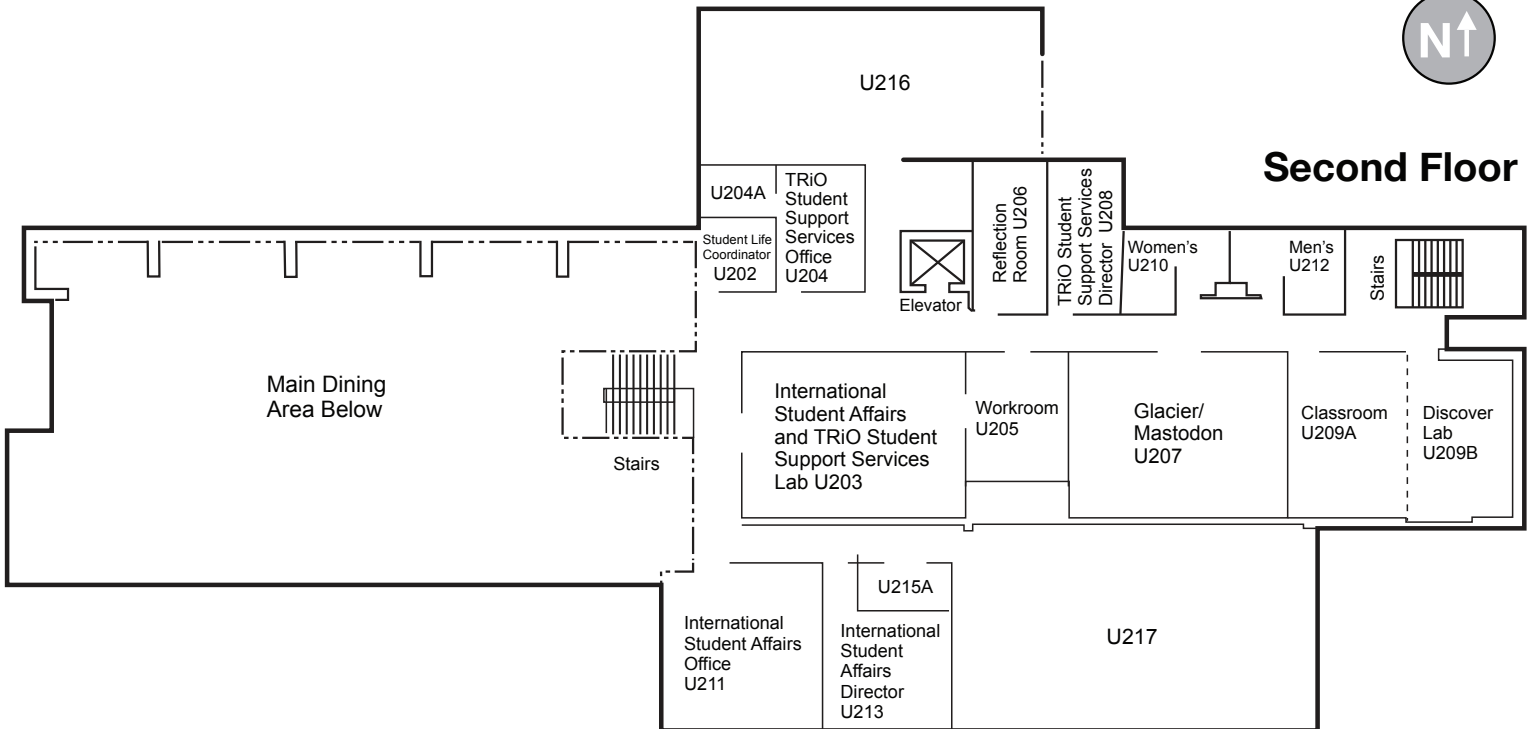 N
U216
Second Floor
U204A
TRiO
Student
Support
Services
Office
U204
Student Life
Coordinator
U202
Elevator
Reflection
Room U206
TRiO Student
Support Services
Director U208
Women's
U210
Men's
U212
Stairs
Main Dining
Area Below
Stairs
International
Student Affairs
and TRiO Student
Support Services
Lab U203
Workroom
U205
Glacier/
Mastodon
U207
Classroom
U209A
Discover
Lab
U209B
International
Student Affairs
Office
U211
U215A
International
Student
Affairs
Director
U213
U217